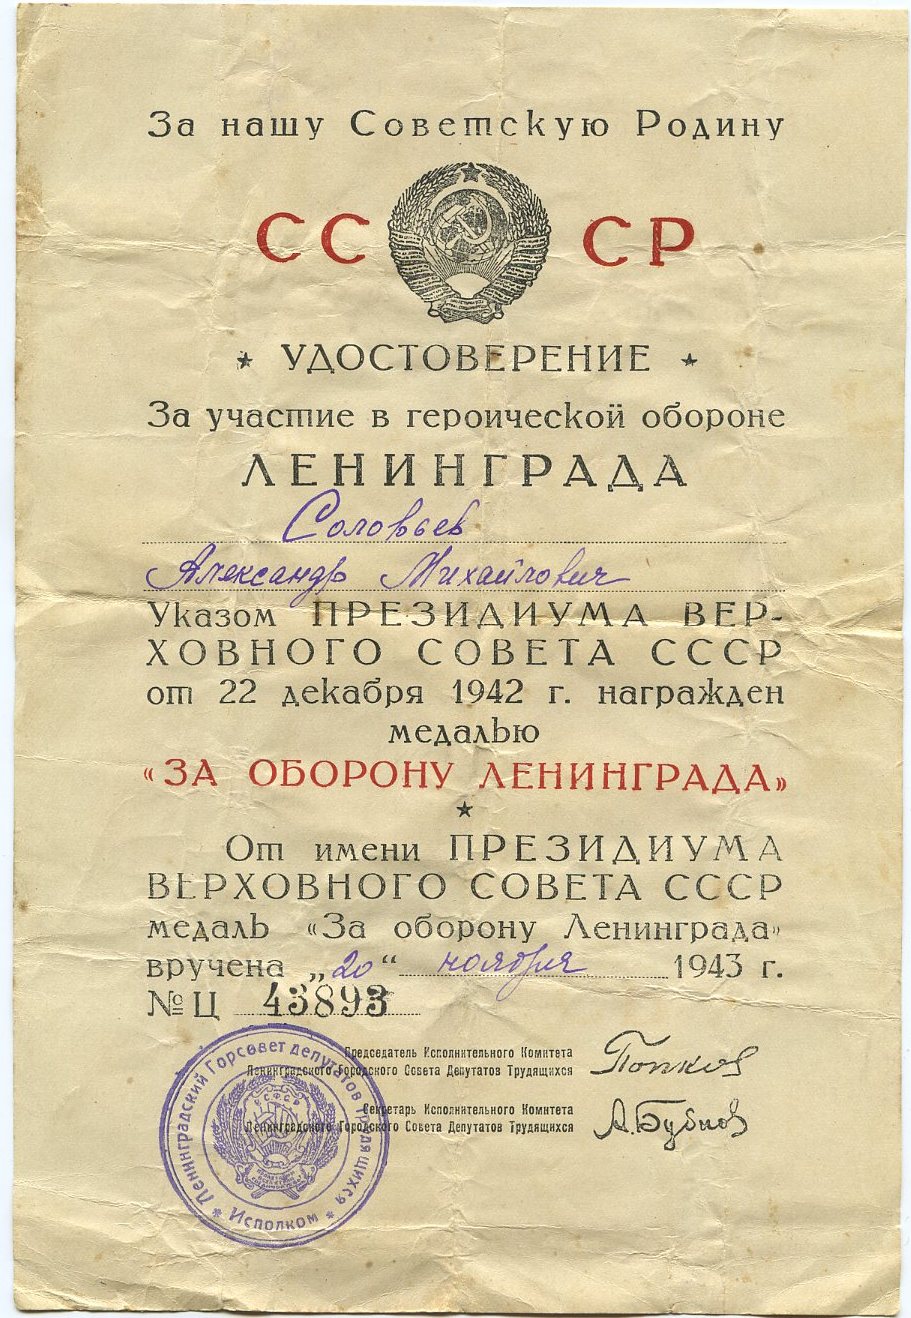 За нашу Советскую Родину
СССР
УДОСТОВЕРЕНИЕ
За участие в героической обороне
ЛЕНИНГРАДА
Соловьев
Александр Михайлович
Указом ПРЕЗИДИУМА ВЕР-
ХОВНОГО СОВЕТА СССР
от 22 декабря 1942 г. награжден
медалью
«ЗА ОБОРОНУ ЛЕНИНГРАДА»
От имени ПРЕЗИДИУМА
ВЕРХОВНОГО СОВЕТА СССР
медаль «За оборону Ленинграда»
вручена „20“ ноября 1943 г.
№ Ц 43893
Председатель Исполнительного Комитета
Ленинградского Городского Совета Депутатов Трудящихся
Попков
Секретарь Исполнительного Комитета
Ленинградского Городского Совета Депутатов Трудящихся
А. Бубнов
Ленинградский Горсовет депутатов трудящихся
Исполком
РСФСР